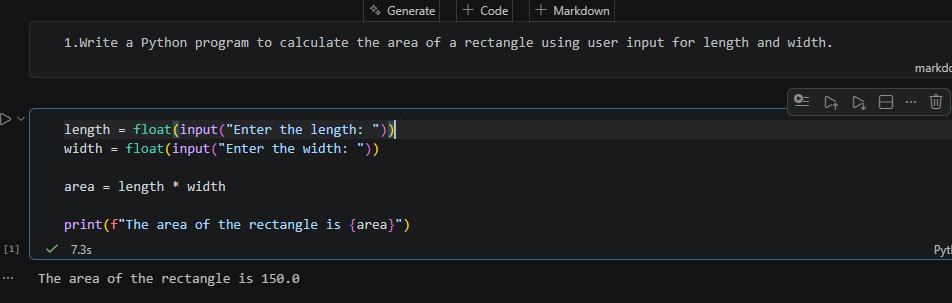 Generate + Code + Markdown
1.Write a Python program to calculate the area of a rectangle using user input for length and width.
length = float(input("Enter the length: "))
width = float(input("Enter the width: "))
area = length * width
print(f"The area of the rectangle is {area}")
[1] 7.3s
... The area of the rectangle is 150.0